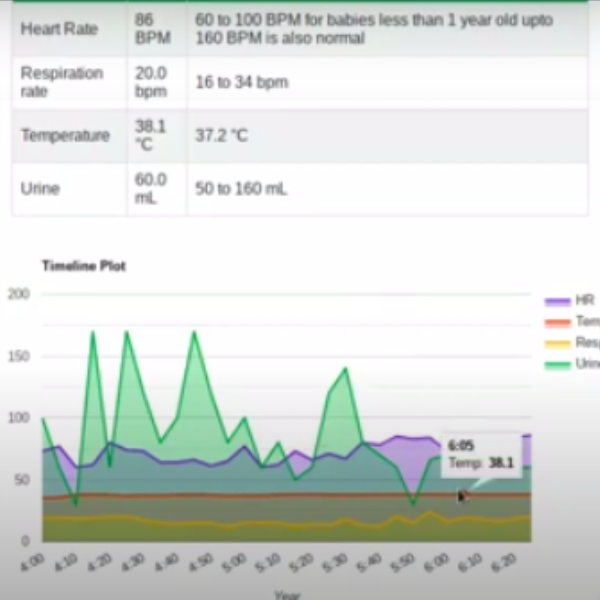 Heart Rate
86 BPM
60 to 100 BPM for babies less than 1 year old upto
160 BPM is also normal
Respiration rate
20.0 bpm
16 to 34 bpm
Temperature
38.1 °C
37.2 °C
Urine
60.0 mL
50 to 160 mL
Timeline Plot
200
150
100
50
0
HR
Tem
Resp
Urin
6:05
Temp: 38.1
4:00 4:10 4:20 4:30 4:40 4:50 5:00 5:10 5:20 5:30 5:40 5:50 6:00 6:10 6:20
Year